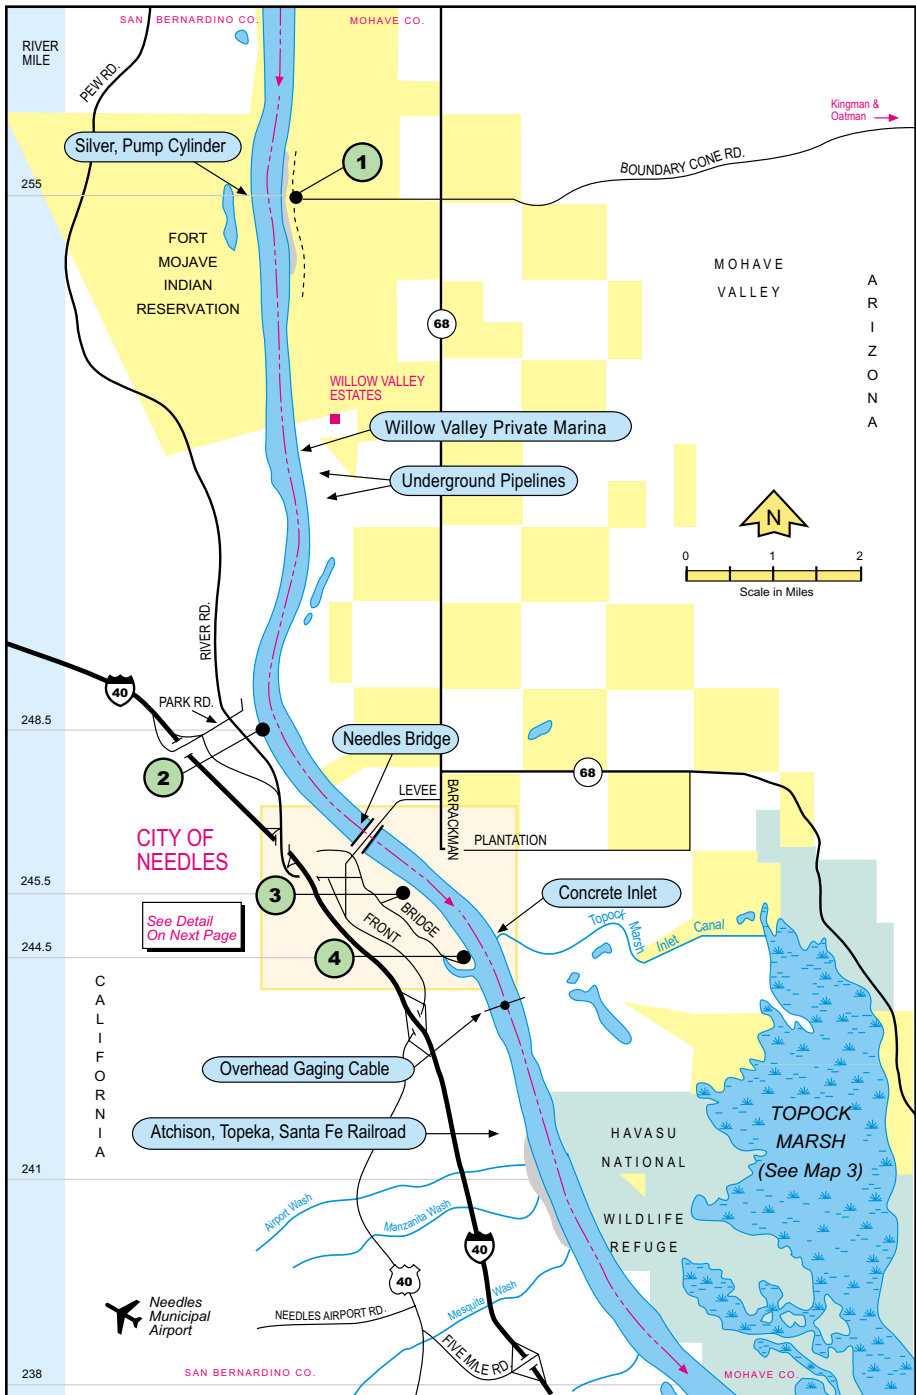 SAN BERNARDINO CO.
MOHAVE CO.
RIVER
MILE
PEW RD.
Kingman &
Oatman
Silver, Pump Cylinder
1
BOUNDARY CONE RD.
255
FORT
MOJAVE
INDIAN
RESERVATION
MOHAVE
VALLEY
ARIZONA
68
WILLOW VALLEY
ESTATES
Willow Valley Private Marina
Underground Pipelines
N
0 1 2
Scale in Miles
RIVER RD.
40
PARK RD.
248.5
Needles Bridge
2
68
LEVEE
BARRACKMAN
PLANTATION
CITY OF
NEEDLES
245.5
3
Concrete Inlet
See Detail
On Next Page
BRIDGE
FRONT
Topock Marsh Inlet Canal
244.5
4
CALIFORNIA
Overhead Gaging Cable
Atchison, Topeka, Santa Fe Railroad
TOPOCK
MARSH
(See Map 3)
HAVASU
NATIONAL
WILDLIFE
REFUGE
241
Airport Wash
Manzanita Wash
40
40
Mesquite Wash
Needles
Municipal
Airport
NEEDLES AIRPORT RD.
FIVE MILE RD.
238
SAN BERNARDINO CO.
MOHAVE CO.